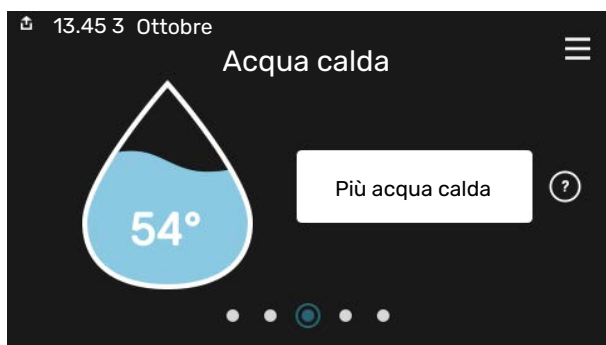 13.45 3 Ottobre
Acqua calda
54°
Più acqua calda
?